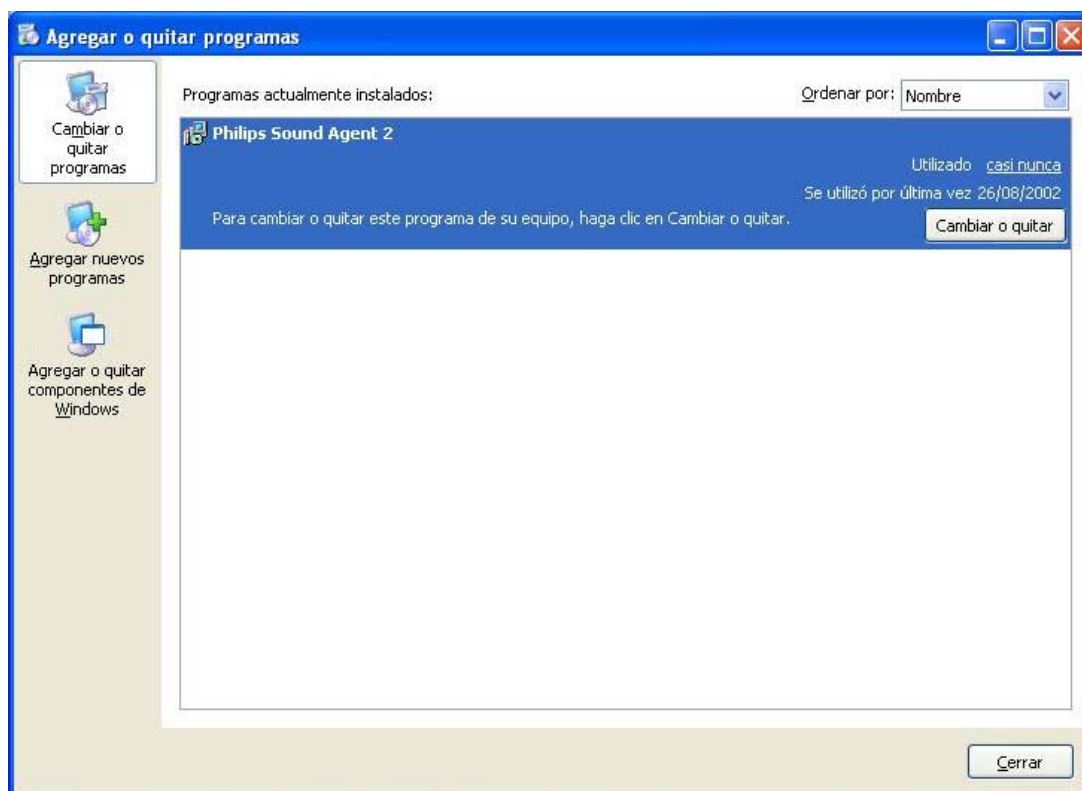 Agregar o quitar programas
Cambiar o
quitar
programas
Programas actualmente instalados:
Ordenar por:
Nombre
Philips Sound Agent 2
Utilizado casi nunca
Se utilizó por última vez 26/08/2002
Para cambiar o quitar este programa de su equipo, haga clic en Cambiar o quitar.
Cambiar o quitar
Agregar nuevos
programas
Agregar o quitar
componentes de
Windows
Cerrar